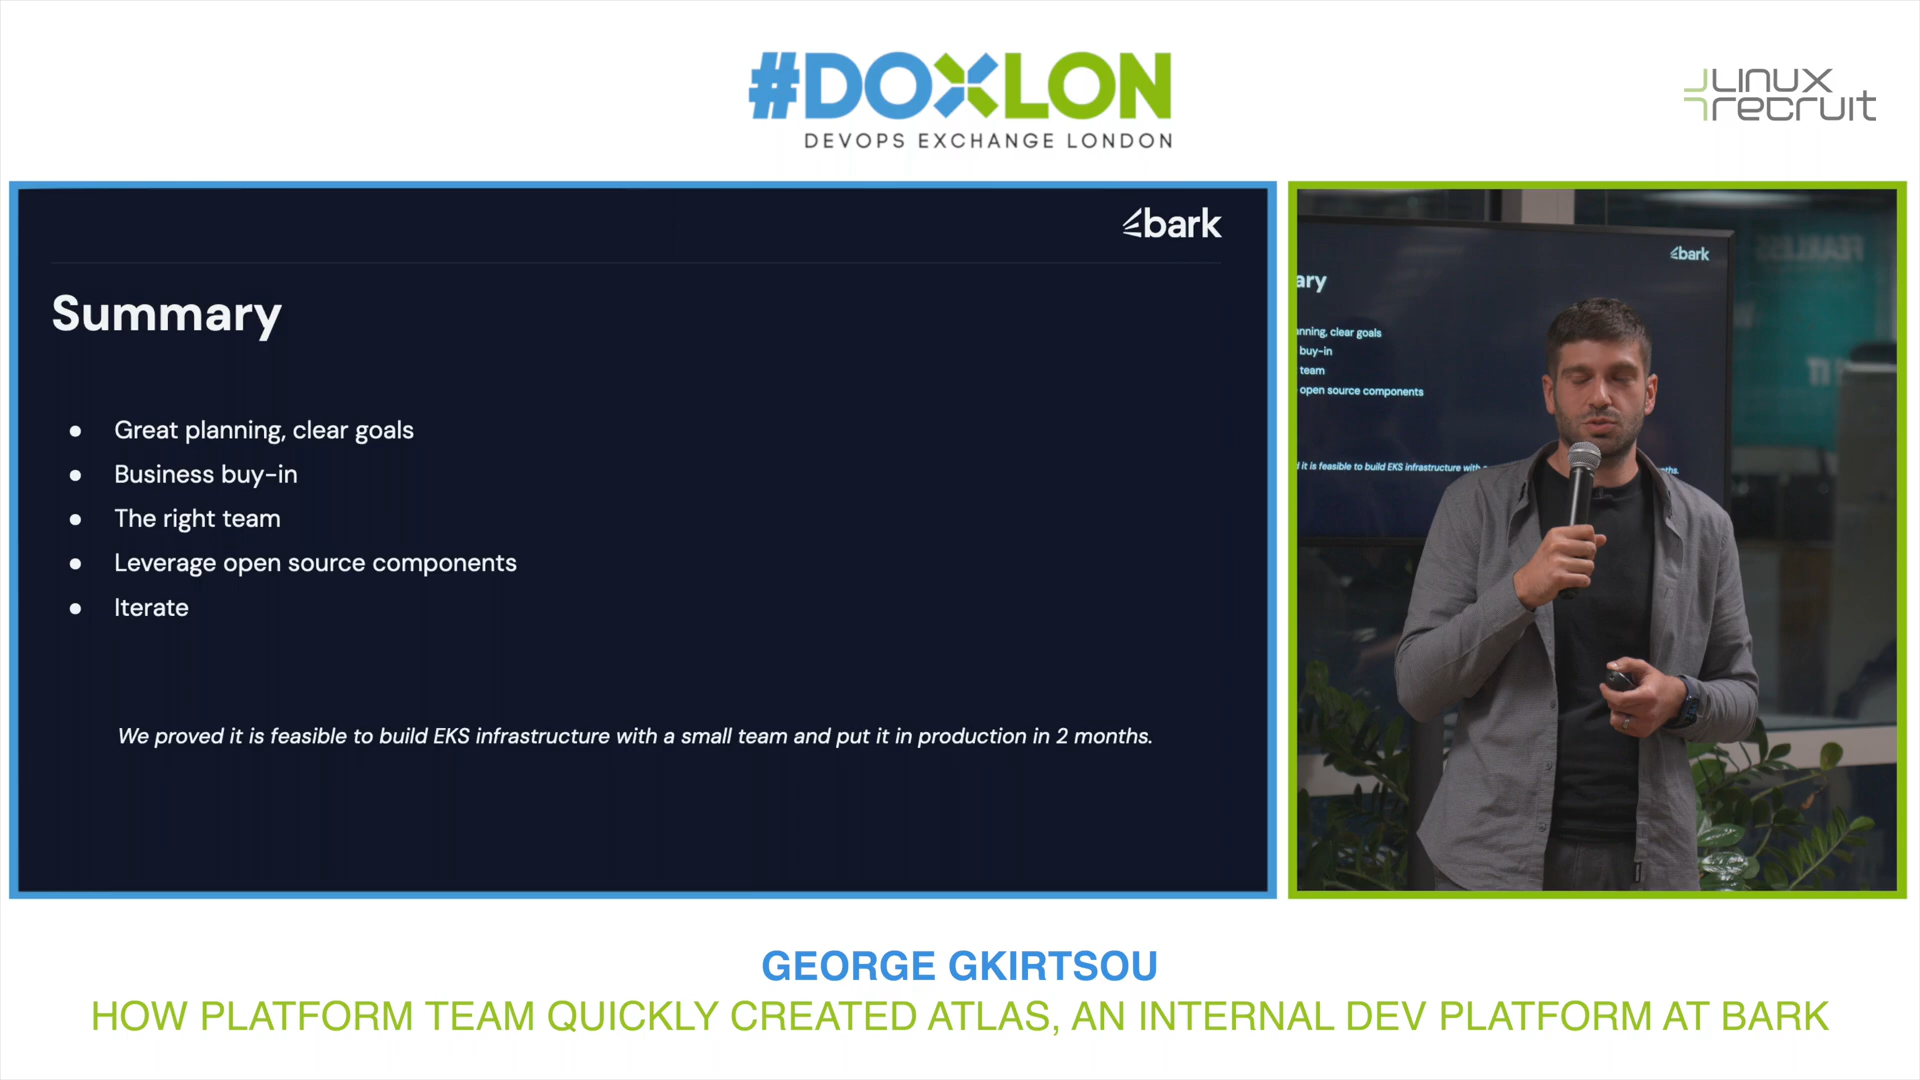 #DOXLON
DEVOPS EXCHANGE LONDON
LINUX
recruit
bark
Summary
● Great planning, clear goals
● Business buy-in
● The right team
● Leverage open source components
● Iterate
We proved it is feasible to build EKS infrastructure with a small team and put it in production in 2 months.
bark
ary
nning, clear goals
buy-in
team
open source components
it is feasible to build EKS infrastructure with
ths.
FEARLESS
IT
GEORGE GKIRTSOU
HOW PLATFORM TEAM QUICKLY CREATED ATLAS, AN INTERNAL DEV PLATFORM AT BARK